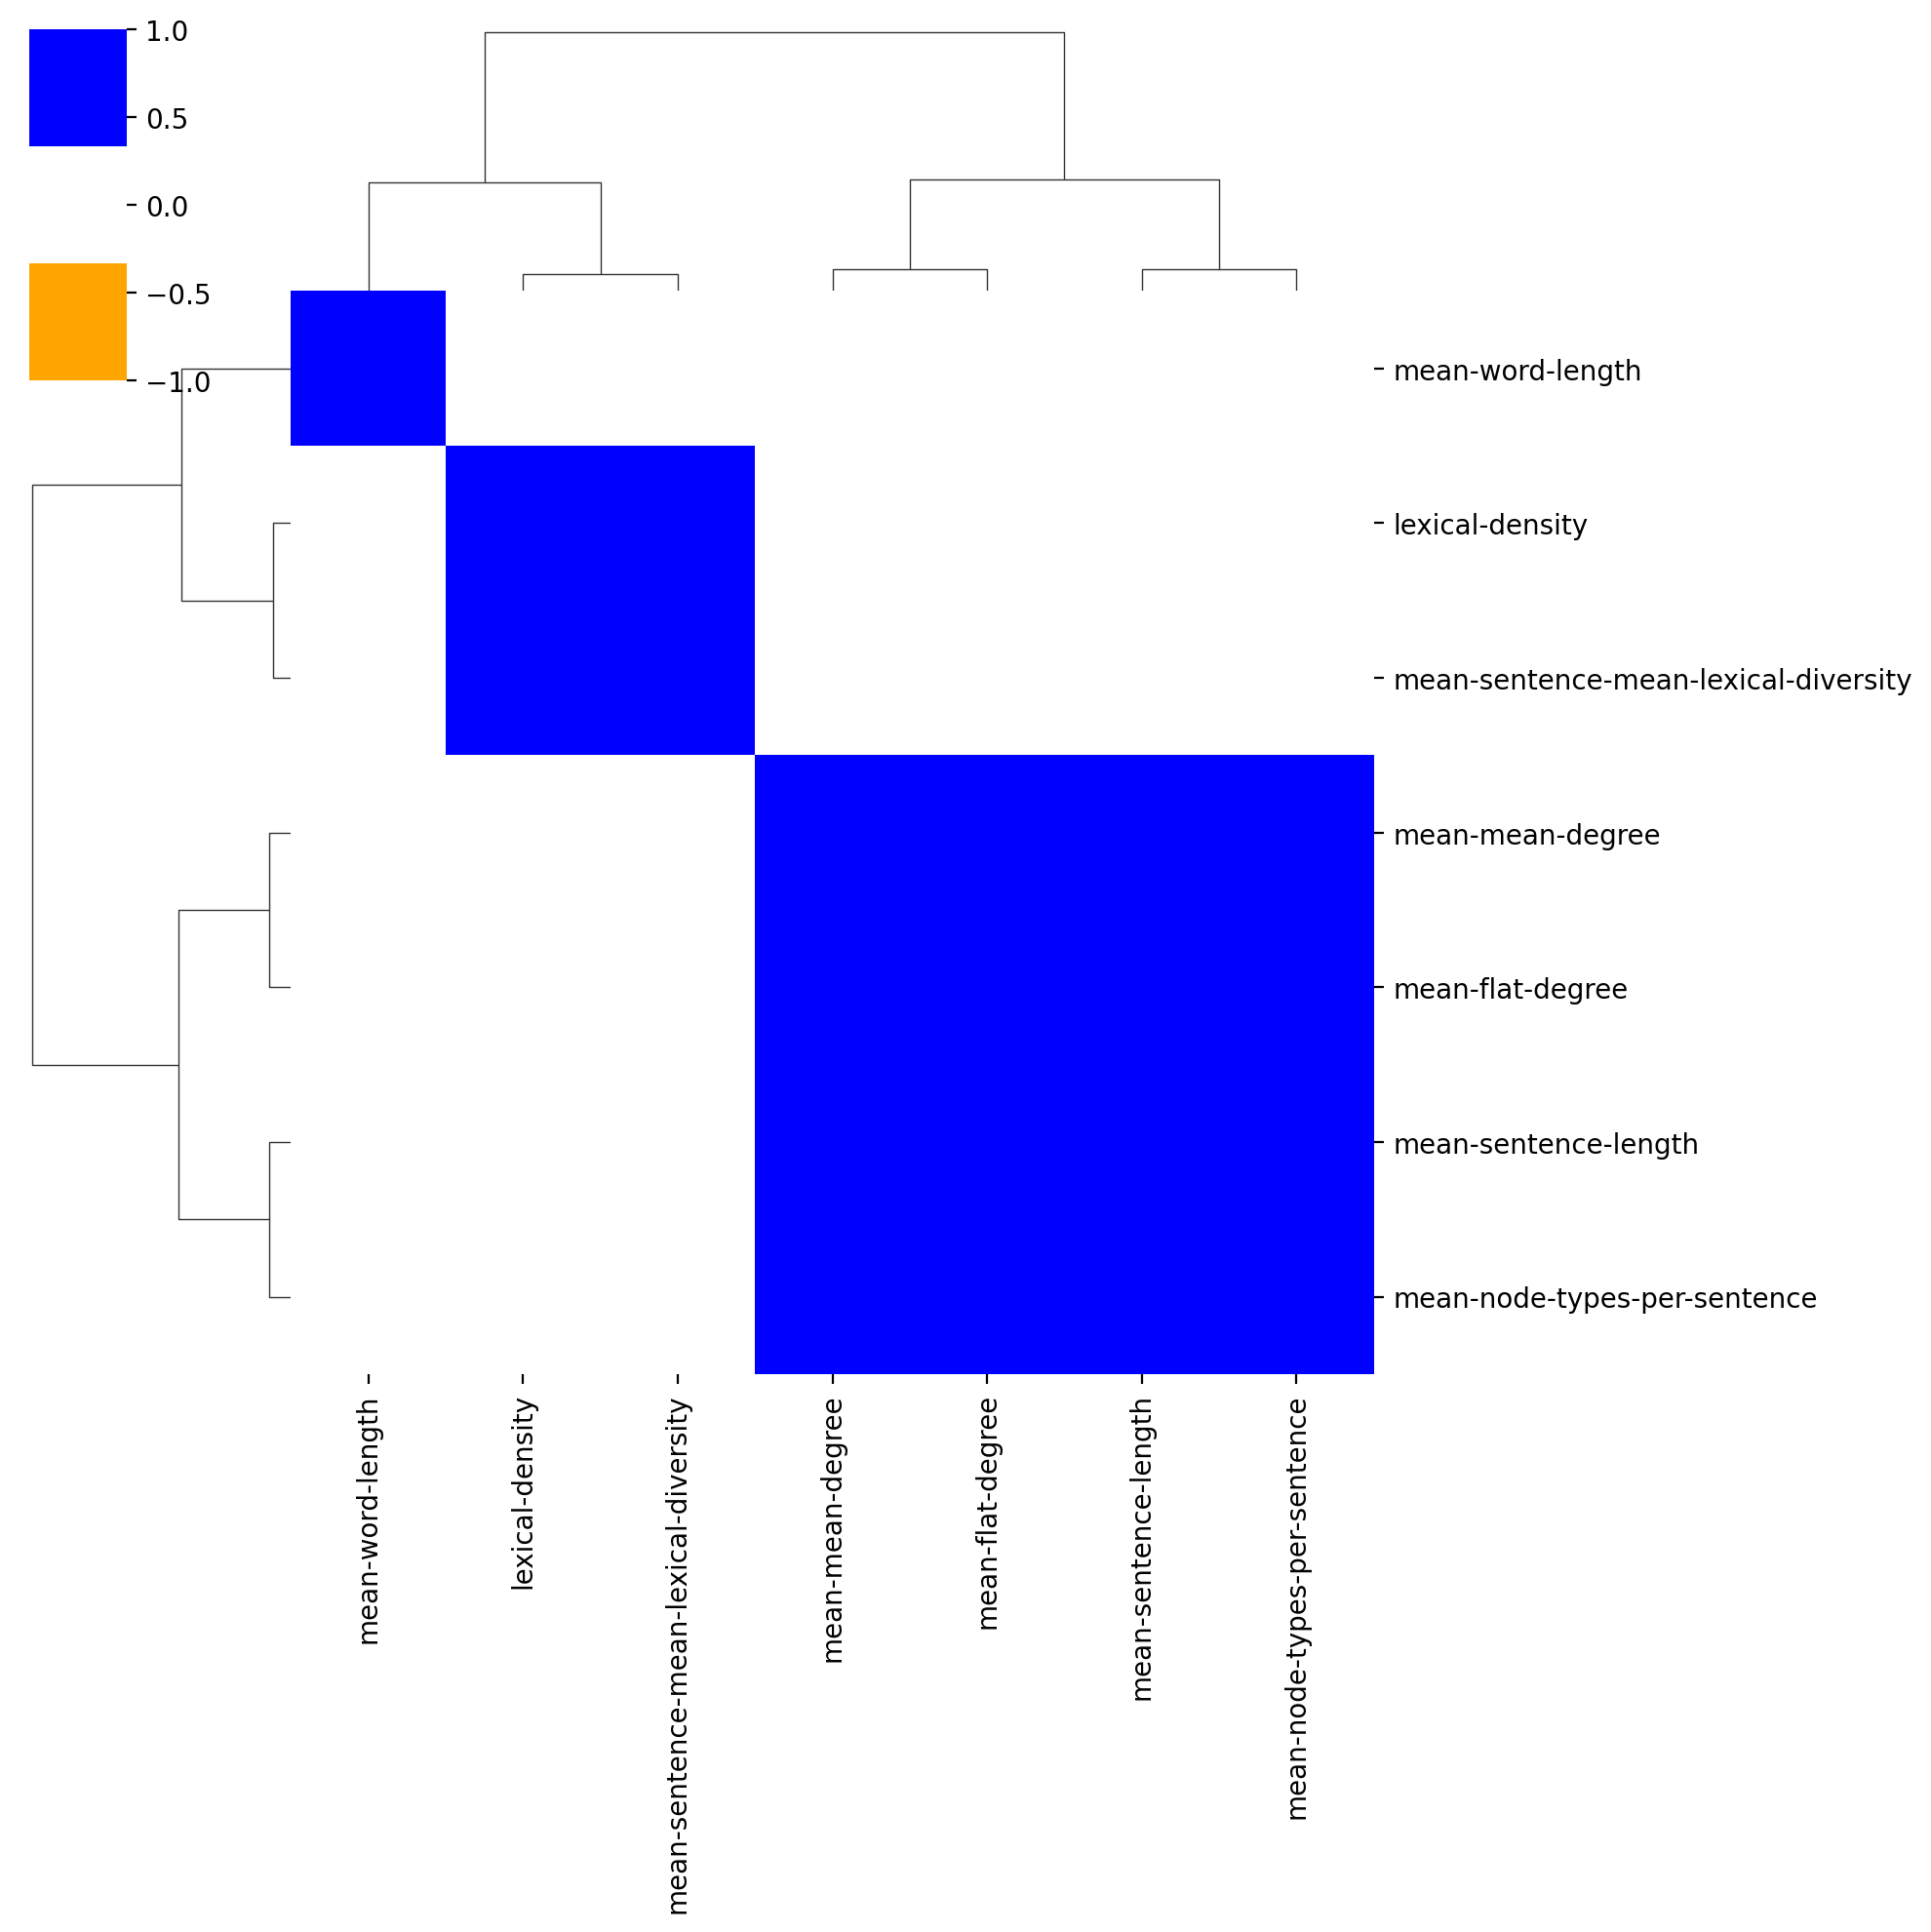 1.0
0.5
0.0
−0.5
−1.0
mean-word-length
lexical-density
mean-sentence-mean-lexical-diversity
mean-mean-degree
mean-flat-degree
mean-sentence-length
mean-node-types-per-sentence
mean-word-length
lexical-density
mean-sentence-mean-lexical-diversity
mean-mean-degree
mean-flat-degree
mean-sentence-length
mean-node-types-per-sentence